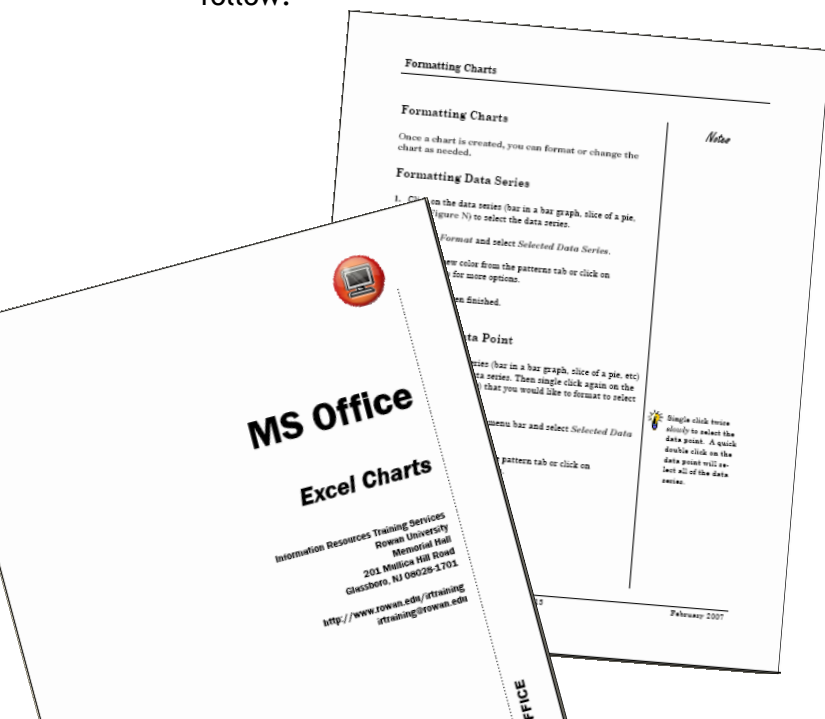 follow:
Formatting Charts
Formatting Charts
Once a chart is created, you can format or change the
chart as needed.
Formatting Data Series
1. on the data series (bar in a bar graph, slice of a pie,
Figure N) to select the data series.
Format and select Selected Data Series.
new color from the patterns tab or click on
for more options.
finished.
Point
(bar in a bar graph, slice of a pie, etc)
series. Then single click again on the
) that you would like to format to select
menu bar and select Selected Data
pattern tab or click on
Notes
Single click twice
slowly to select the
data point. A quick
double click on the
data point will se-
lect all of the data
series.
February 2007
MS Office
Excel Charts
Information Resources Training Services
Rowan University
Memorial Hall
201 Mullica Hill Road
Glassboro, NJ 08028-1701
http://www.rowan.edu/irtraining
irtraining@rowan.edu